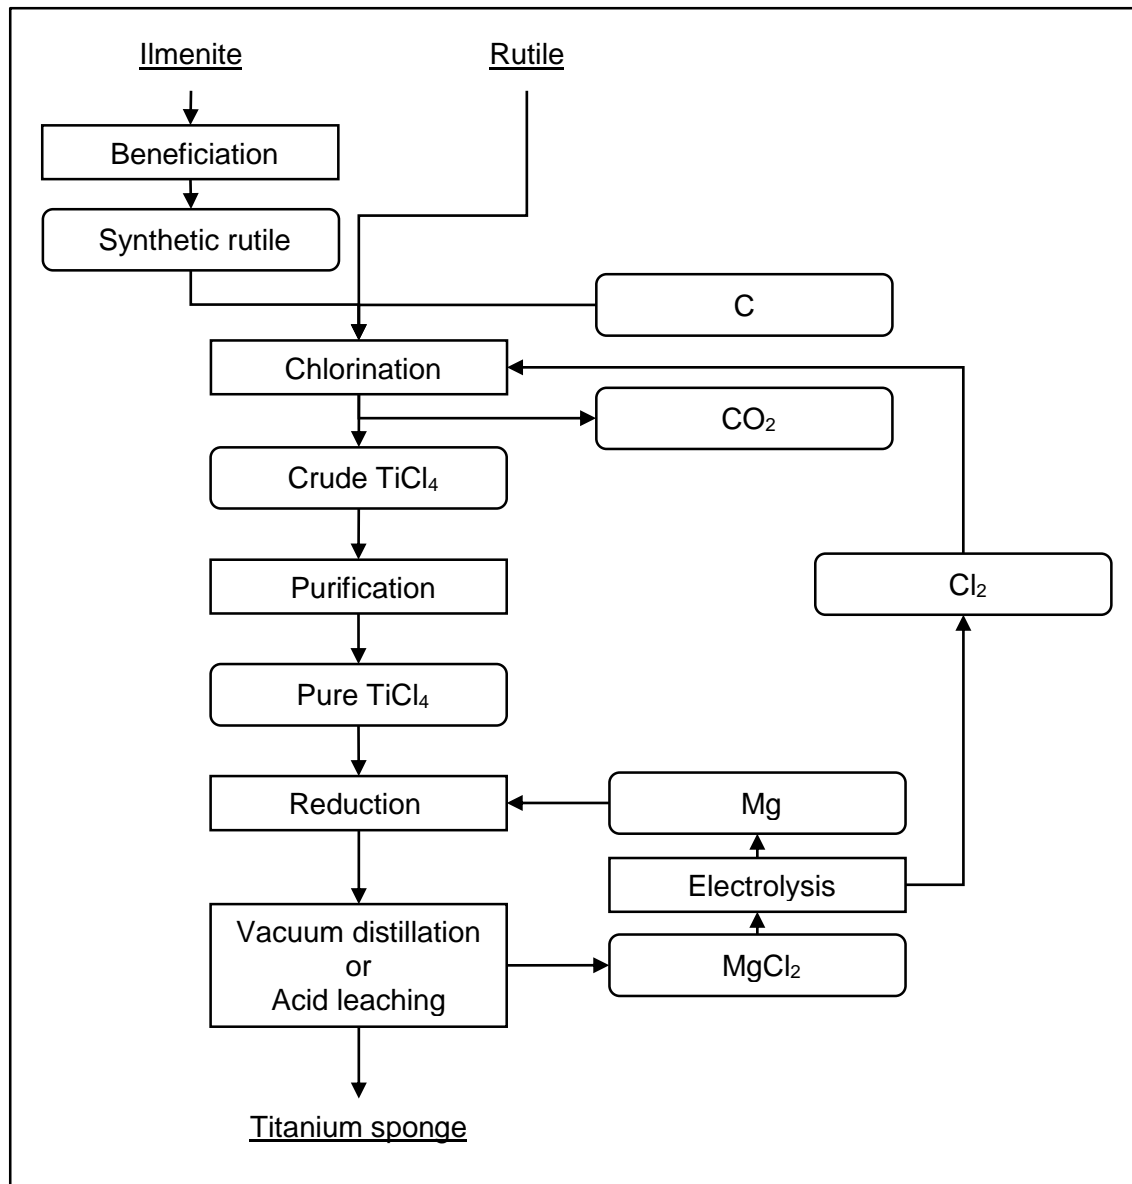 Ilmenite
Rutile
Beneficiation
Synthetic rutile
C
Chlorination
CO₂
Crude TiCl₄
Purification
Cl₂
Pure TiCl₄
Reduction
Mg
Electrolysis
Vacuum distillation
or
Acid leaching
MgCl₂
Titanium sponge